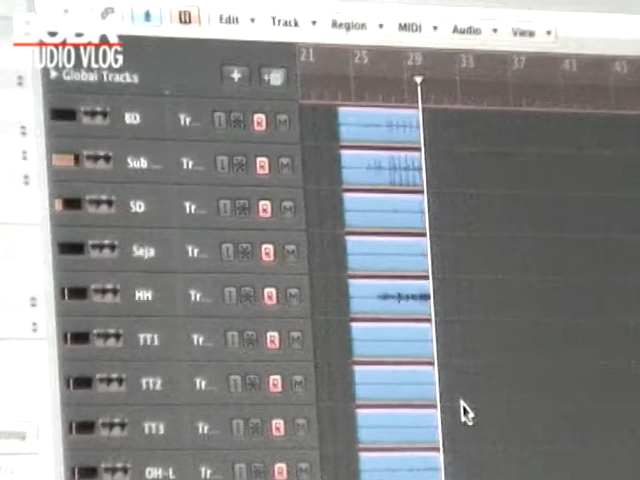 Edit Track Region MIDI Audio View
UDIO VLOG
Global Tracks
21 25 29 33 37 41 45
BD Tr... I R M
Sub ... Tr... I R M
SD Tr... I R M
Seja Tr... I R M
HH Tr... I R M
TT1 Tr... I R M
TT2 Tr... I R M
TT3 Tr... I R M
OH-L Tr... I R M